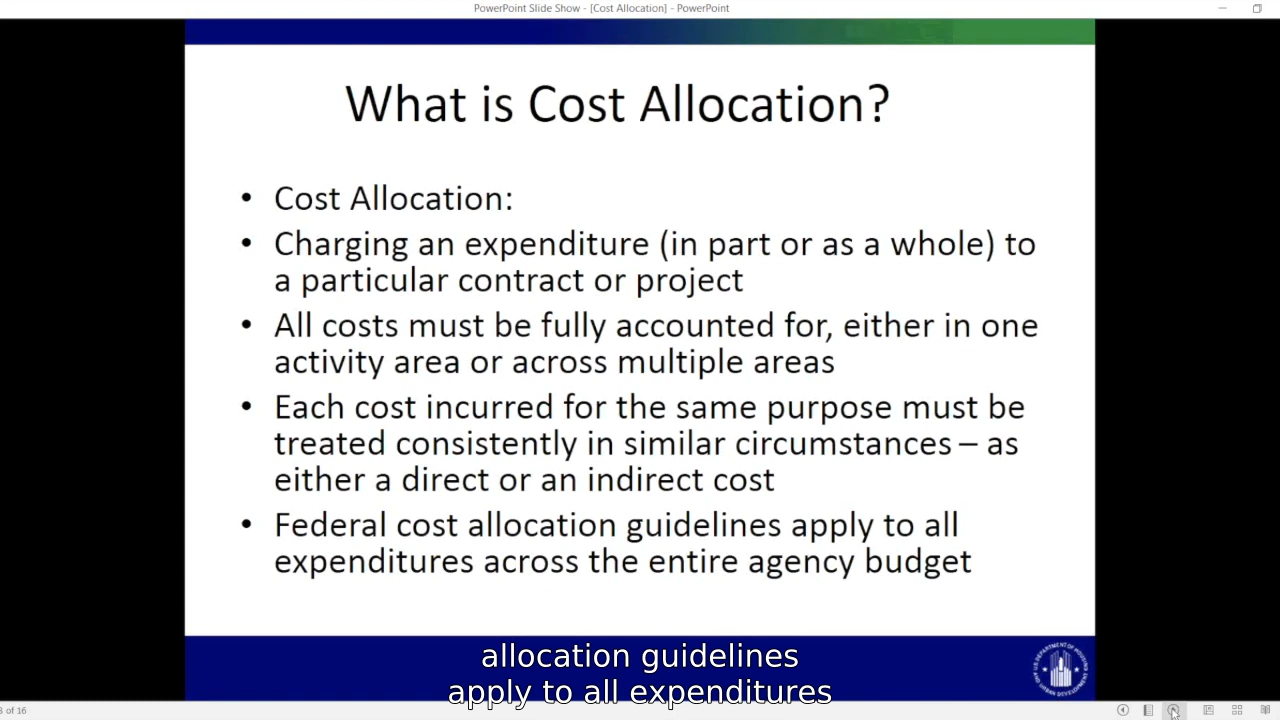 PowerPoint Slide Show - [Cost Allocation] - PowerPoint
What is Cost Allocation?
• Cost Allocation:
• Charging an expenditure (in part or as a whole) to
a particular contract or project
• All costs must be fully accounted for, either in one
activity area or across multiple areas
• Each cost incurred for the same purpose must be
treated consistently in similar circumstances – as
either a direct or an indirect cost
• Federal cost allocation guidelines apply to all
expenditures across the entire agency budget
allocation guidelines
apply to all expenditures
of 16